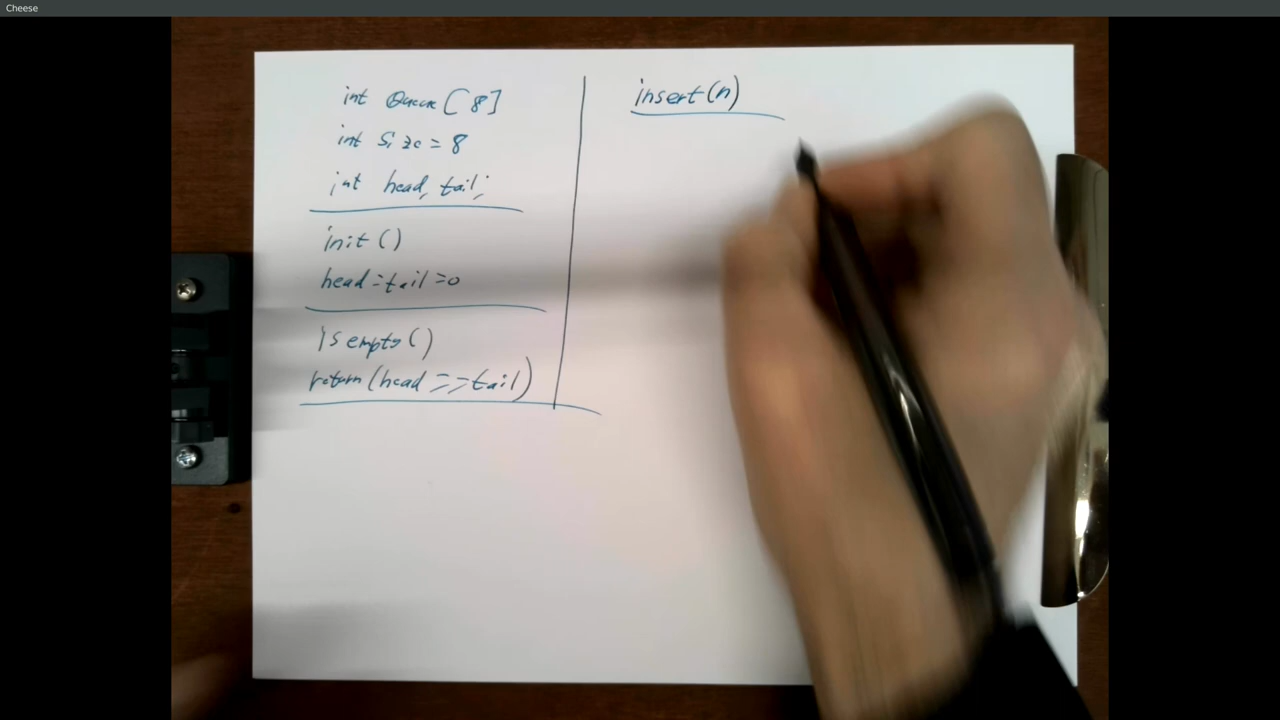 Cheese
int Queue [8]
int Size = 8
int head, tail;
init ()
head = tail = 0
Isempty ()
return (head == tail)
insert (n)